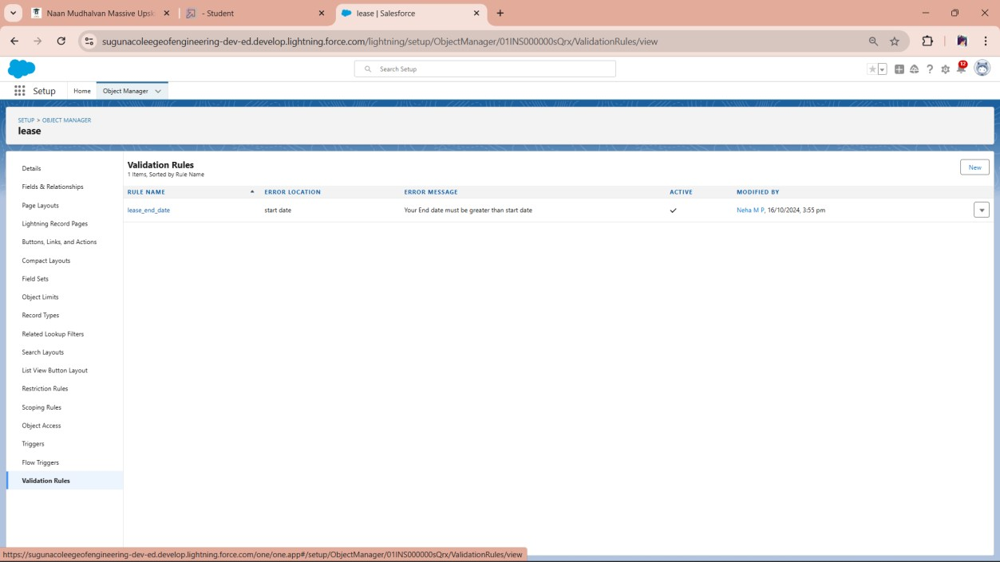 Naan Mudhalvan Massive Upsk
- Student
lease | Salesforce
sugunacoleegeofengineering-dev-ed.develop.lightning.force.com/lightning/setup/ObjectManager/01INS000000sQrx/ValidationRules/view
Search Setup
12
Setup
Home
Object Manager
SETUP > OBJECT MANAGER
lease
Details
Fields & Relationships
Page Layouts
Lightning Record Pages
Buttons, Links, and Actions
Compact Layouts
Field Sets
Object Limits
Record Types
Related Lookup Filters
Search Layouts
List View Button Layout
Restriction Rules
Scoping Rules
Object Access
Triggers
Flow Triggers
Validation Rules
Validation Rules
1 Items, Sorted by Rule Name
New
RULE NAME ERROR LOCATION ERROR MESSAGE ACTIVE MODIFIED BY
lease_end_date start date Your End date must be greater than start date Neha M P, 16/10/2024, 3:55 pm
https://sugunacoleegeofengineering-dev-ed.develop.lightning.force.com/one/one.app#/setup/ObjectManager/01INS000000sQrx/ValidationRules/view